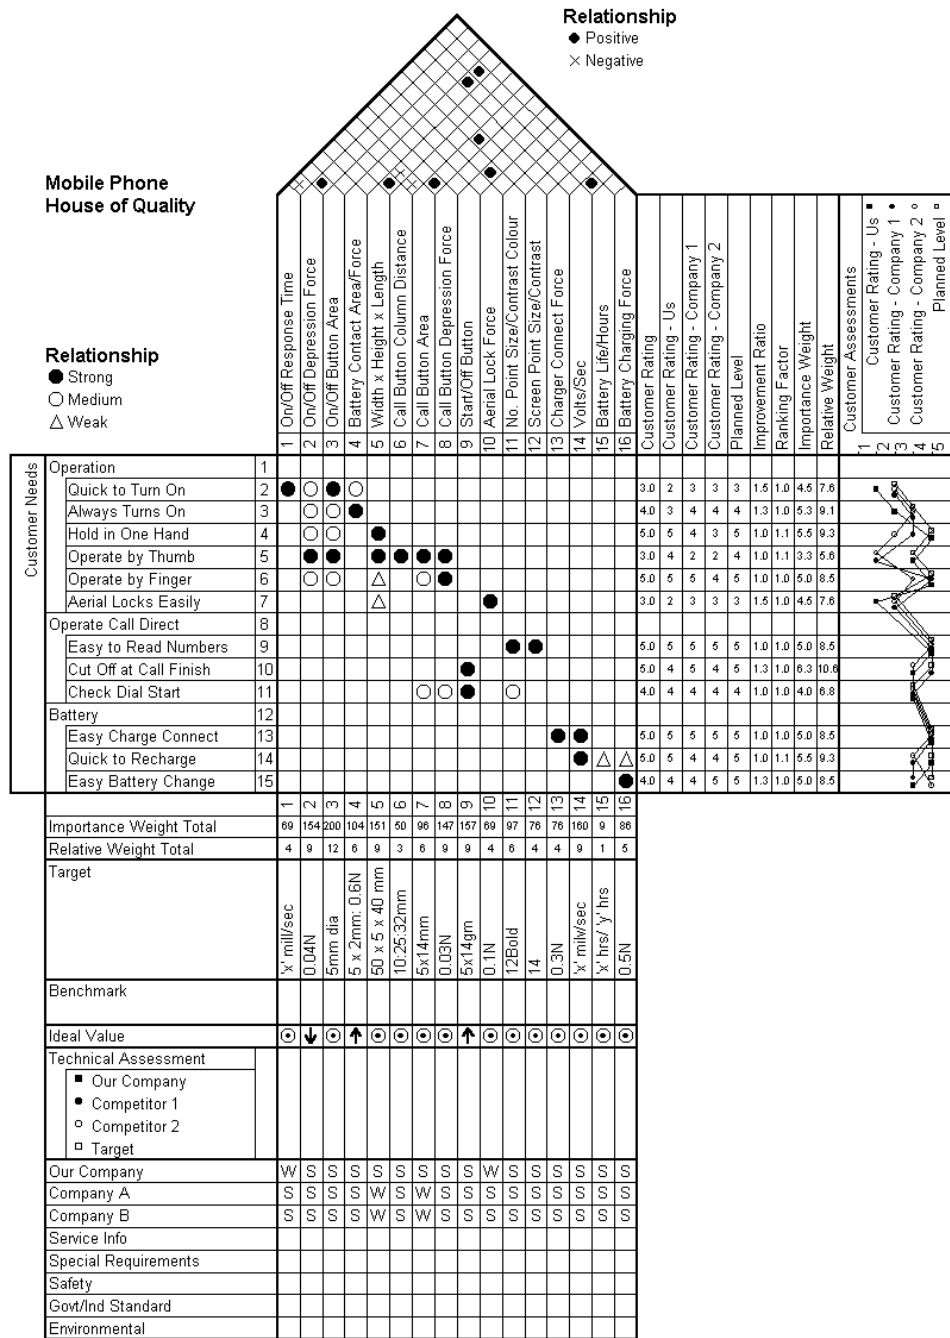 Relationship
Positive
Negative
Mobile Phone
House of Quality
Relationship
Strong
Medium
Weak
1 On/Off Response Time
2 On/Off Depression Force
3 On/Off Button Area
4 Battery Contact Area/Force
5 Width x Height x Length
6 Call Button Column Distance
7 Call Button Area
8 Call Button Depression Force
9 Start/Off Button
10 Aerial Lock Force
11 No. Point Size/Contrast Colour
12 Screen Point Size/Contrast
13 Charger Connect Force
14 Volts/Sec
15 Battery Life/Hours
16 Battery Charging Force
Customer Rating
Customer Rating - Us
Customer Rating - Company 1
Customer Rating - Company 2
Planned Level
Improvement Ratio
Ranking Factor
Importance Weight
Relative Weight
Customer Assessments
Customer Rating - Us
Customer Rating - Company 1
Customer Rating - Company 2
Planned Level
1 2 3 4 5
Customer Needs
Operation 1
Quick to Turn On 2 3.0 2 3 3 3 1.5 1.0 4.5 7.6
Always Turns On 3 4.0 3 4 4 4 1.3 1.0 5.3 9.1
Hold in One Hand 4 5.0 5 4 3 5 1.0 1.1 5.5 9.3
Operate by Thumb 5 3.0 4 2 2 4 1.0 1.1 3.3 5.6
Operate by Finger 6 5.0 5 5 4 5 1.0 1.0 5.0 8.5
Aerial Locks Easily 7 3.0 2 3 3 3 1.5 1.0 4.5 7.6
Operate Call Direct 8
Easy to Read Numbers 9 5.0 5 5 5 5 1.0 1.0 5.0 8.5
Cut Off at Call Finish 10 5.0 4 5 4 5 1.3 1.0 6.3 10.6
Check Dial Start 11 4.0 4 4 4 4 1.0 1.0 4.0 6.8
Battery 12
Easy Charge Connect 13 5.0 5 5 5 5 1.0 1.0 5.0 8.5
Quick to Recharge 14 5.0 5 4 4 5 1.0 1.1 5.5 9.3
Easy Battery Change 15 4.0 4 4 5 5 1.3 1.0 5.0 8.5
1 2 3 4 5 6 7 8 9 10 11 12 13 14 15 16
Importance Weight Total 69 154 200 104 151 50 96 147 157 69 97 76 76 160 9 86
Relative Weight Total 4 9 12 6 9 3 6 9 9 4 6 4 4 9 1 5
Target
'x' mill/sec
0.04N
5mm dia
5 x 2mm: 0.6N
50 x 5 x 40 mm
10:25:32mm
5x14mm
0.03N
5x14gm
0.1N
12Bold
14
0.3N
'x' milv/sec
'x' hrs/ 'y' hrs
0.5N
Benchmark
Ideal Value
Technical Assessment
Our Company
Competitor 1
Competitor 2
Target
Our Company W S S S S S S S S W S S S S S S
Company A S S S S W S W S S S S S S S S S
Company B S S S S W S W S S S S S S S S S
Service Info
Special Requirements
Safety
Govt/Ind Standard
Environmental